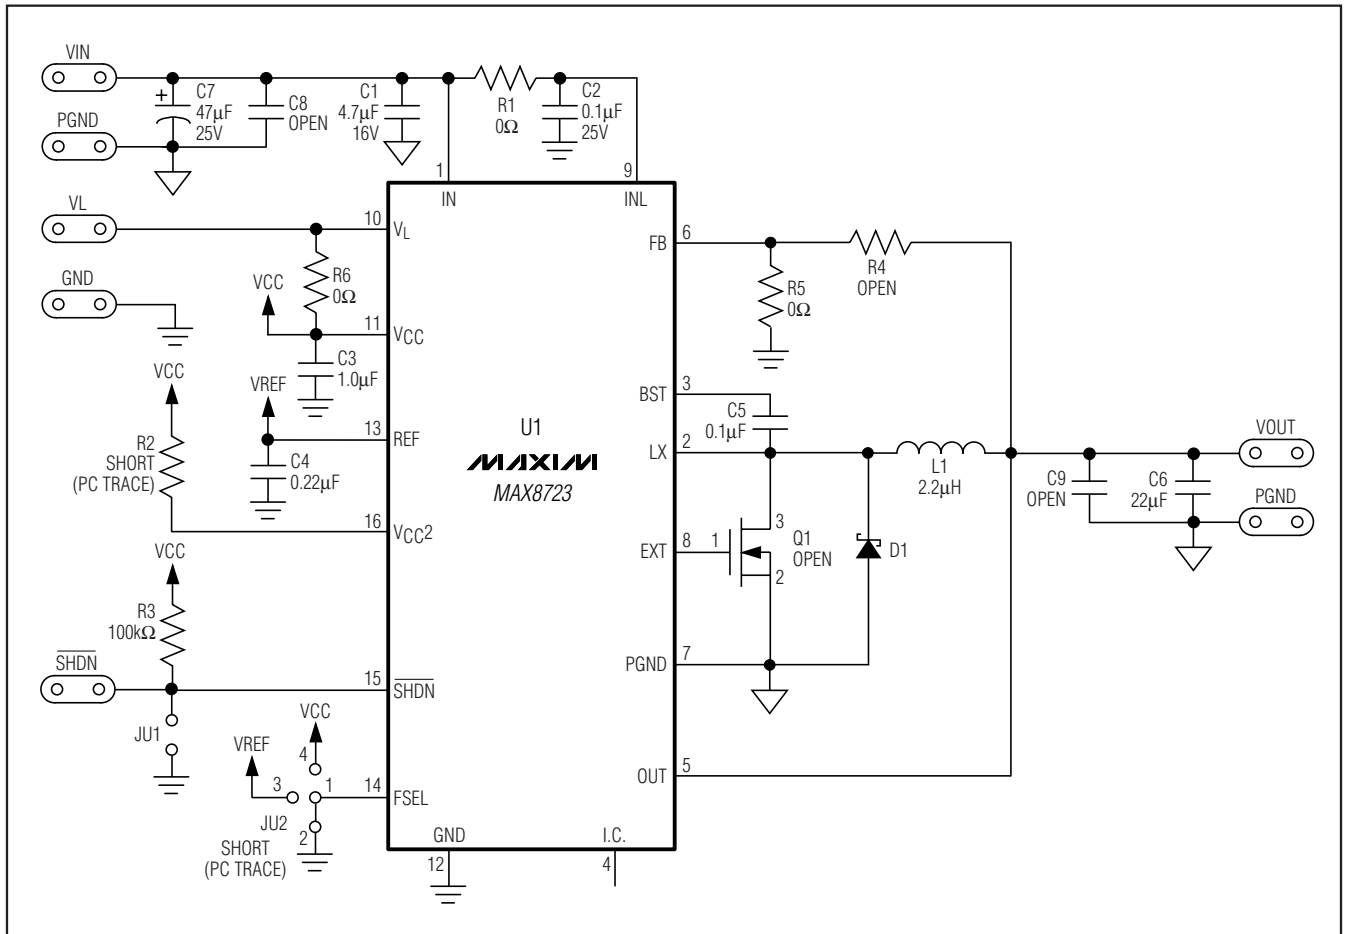 VIN
PGND
+
C7
47µF
25V
C8
OPEN
C1
4.7µF
16V
R1
0Ω
C2
0.1µF
25V
1
IN
9
INL
VL
10
VL
GND
R6
0Ω
VCC
11
VCC
C3
1.0µF
VREF
13
REF
C4
0.22µF
VCC
R2
SHORT
(PC TRACE)
16
VCC2
VCC
R3
100kΩ
SHDN
15
SHDN
JU1
VCC
4
VREF
3
1
14
FSEL
JU2
2
SHORT
(PC TRACE)
GND
12
I.C.
4
U1
MAXIM
MAX8723
FB
6
R4
OPEN
R5
0Ω
BST
3
C5
0.1µF
LX
2
L1
2.2µH
EXT
8
1
3
Q1
OPEN
2
D1
PGND
7
OUT
5
C9
OPEN
C6
22µF
VOUT
PGND